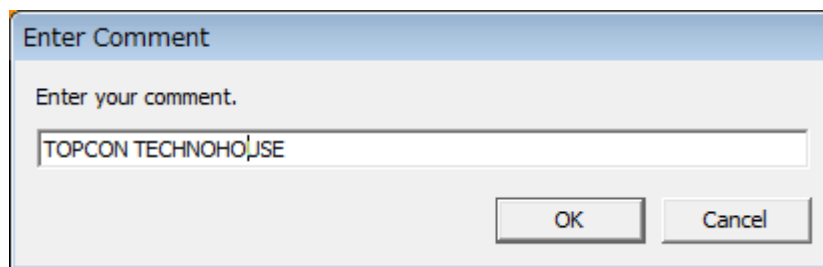 Enter Comment
Enter your comment.
TOPCON TECHNOHOUSE
OK Cancel